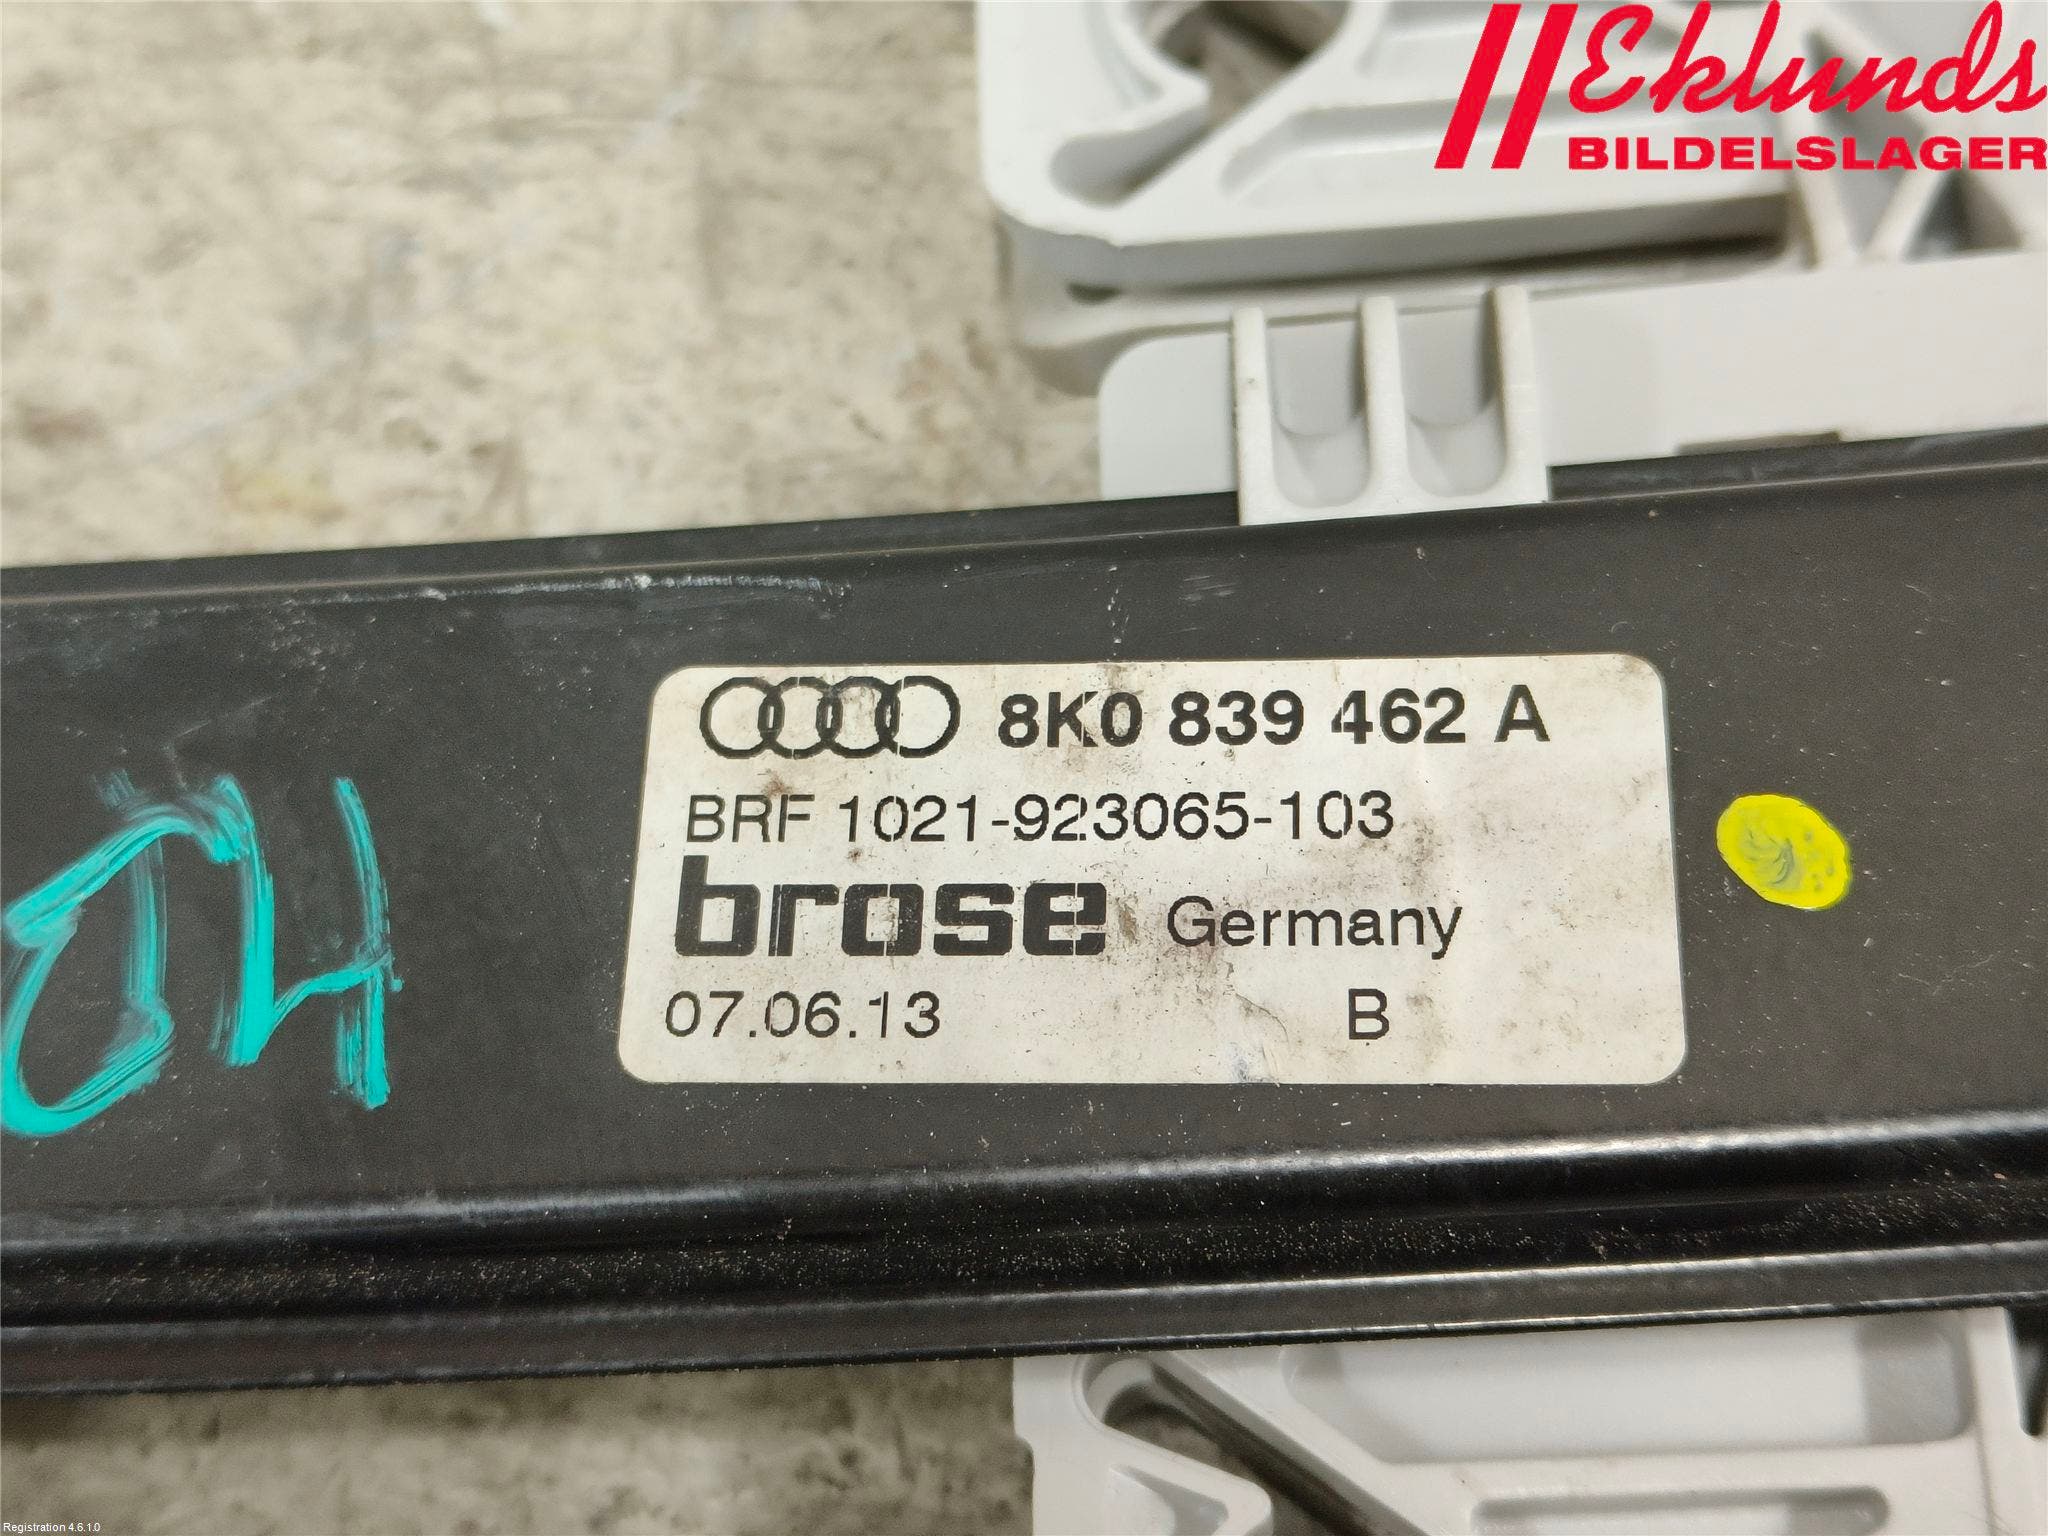 Eklunds
BILDELSLAGER
8K0 839 462 A
BRF 1021-923065-103
brose Germany
07.06.13 B
Registration 4.6.1.0